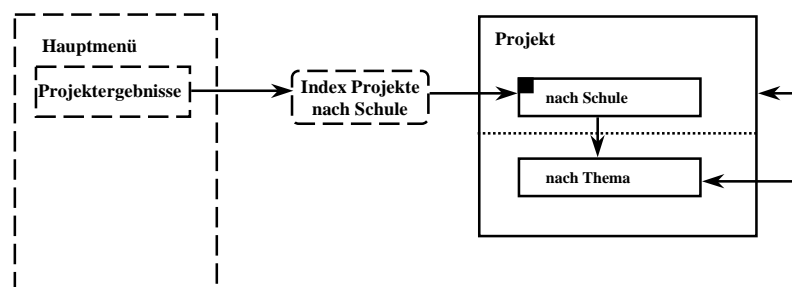 Hauptmenü
Projektergebnisse
Index Projekte
nach Schule
Projekt
nach Schule
nach Thema